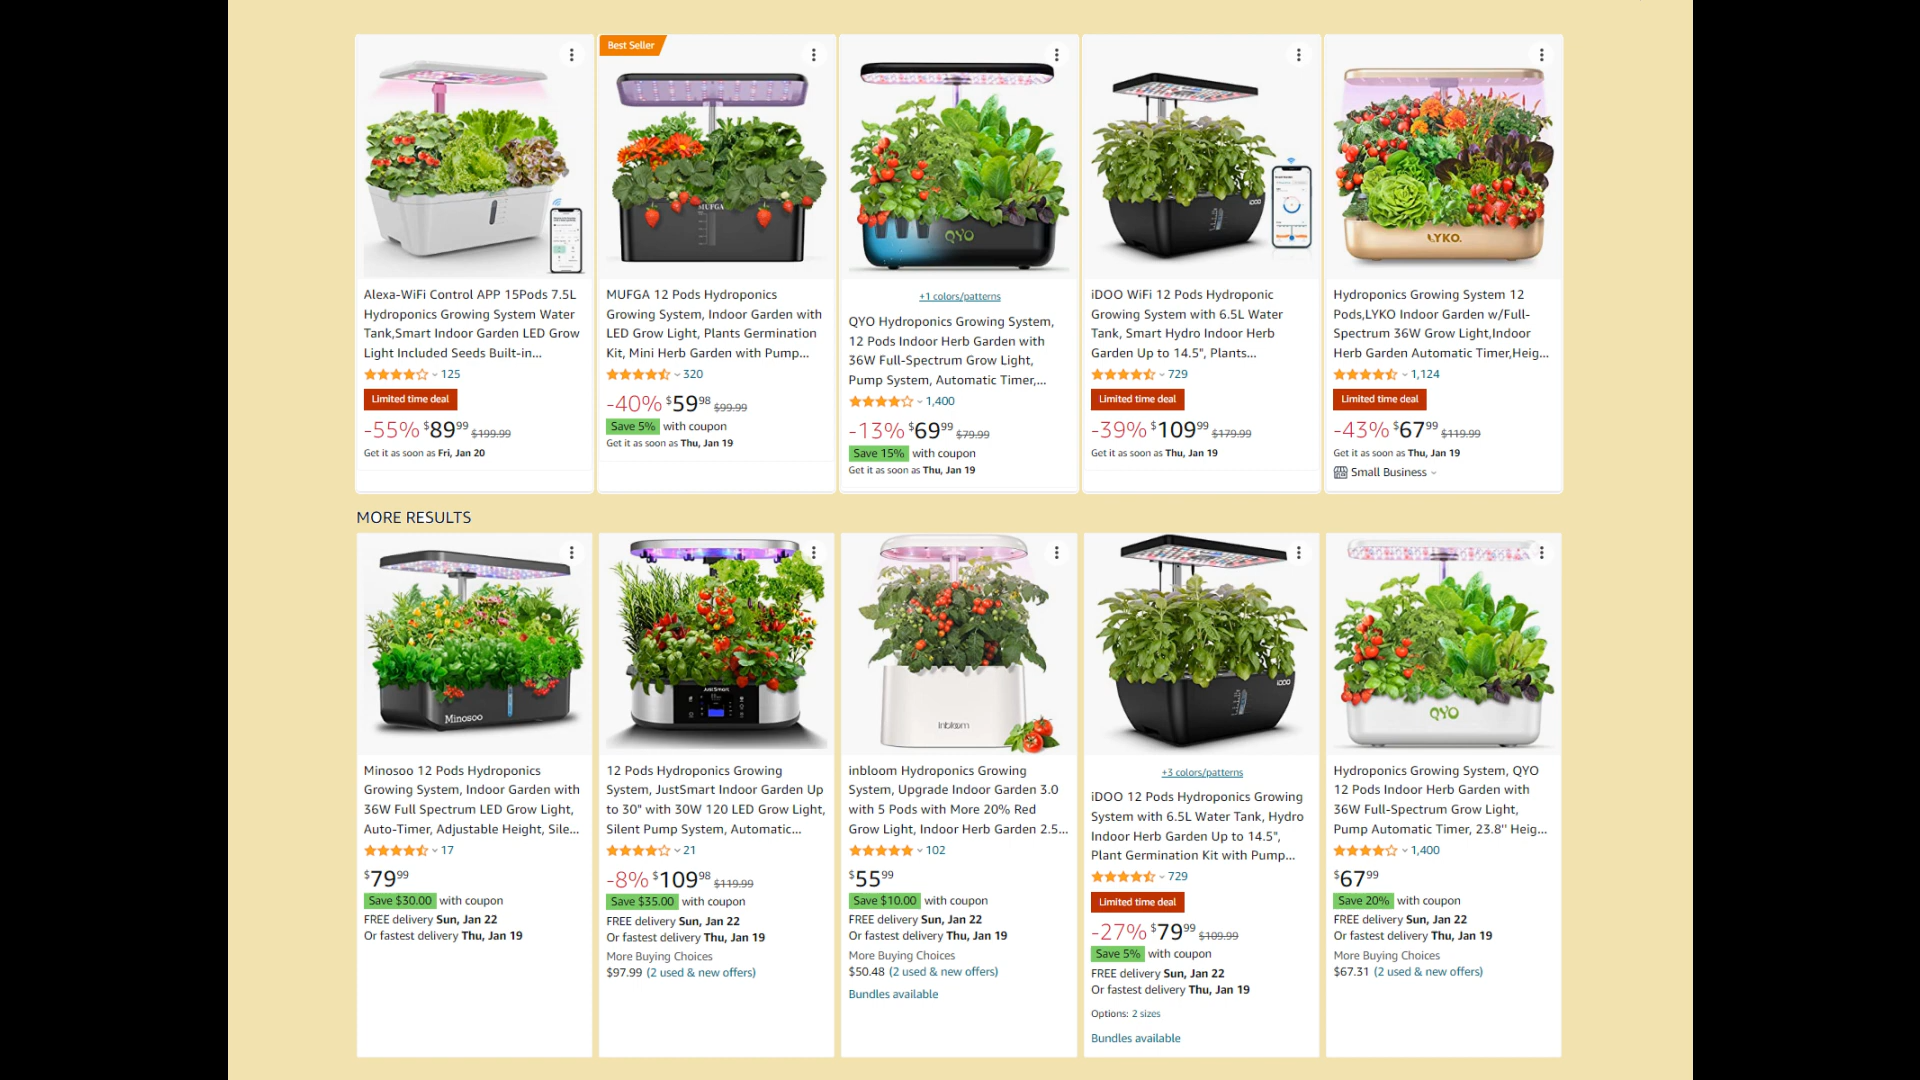 Alexa-WiFi Control APP 15Pods 7.5L
Hydroponics Growing System Water
Tank,Smart Indoor Garden LED Grow
Light Included Seeds Built-in...
125
Limited time deal
-55% $89⁹⁹ $199.99
Get it as soon as Fri, Jan 20
Best Seller
MUFGA
MUFGA 12 Pods Hydroponics
Growing System, Indoor Garden with
LED Grow Light, Plants Germination
Kit, Mini Herb Garden with Pump...
320
-40% $59⁹⁸ $99.99
Save 5% with coupon
Get it as soon as Thu, Jan 19
QYO
+1 colors/patterns
QYO Hydroponics Growing System,
12 Pods Indoor Herb Garden with
36W Full-Spectrum Grow Light,
Pump System, Automatic Timer,...
1,400
-13% $69⁹⁹ $79.99
Save 15% with coupon
Get it as soon as Thu, Jan 19
iDOO
iDOO WiFi 12 Pods Hydroponic
Growing System with 6.5L Water
Tank, Smart Hydro Indoor Herb
Garden Up to 14.5", Plants...
729
Limited time deal
-39% $109⁹⁹ $179.99
Get it as soon as Thu, Jan 19
LYKO.
Hydroponics Growing System 12
Pods,LYKO Indoor Garden w/Full-
Spectrum 36W Grow Light,Indoor
Herb Garden Automatic Timer,Heig...
1,124
Limited time deal
-43% $67⁹⁹ $119.99
Get it as soon as Thu, Jan 19
Small Business
MORE RESULTS
Minosoo
Minosoo 12 Pods Hydroponics
Growing System, Indoor Garden with
36W Full Spectrum LED Grow Light,
Auto-Timer, Adjustable Height, Sile...
17
$79⁹⁹
Save $30.00 with coupon
FREE delivery Sun, Jan 22
Or fastest delivery Thu, Jan 19
JustSmart
12 Pods Hydroponics Growing
System, JustSmart Indoor Garden Up
to 30" with 30W 120 LED Grow Light,
Silent Pump System, Automatic...
21
-8% $109⁹⁸ $119.99
Save $35.00 with coupon
FREE delivery Sun, Jan 22
Or fastest delivery Thu, Jan 19
More Buying Choices
$97.99 (2 used & new offers)
inbloom
inbloom Hydroponics Growing
System, Upgrade Indoor Garden 3.0
with 5 Pods with More 20% Red
Grow Light, Indoor Herb Garden 2.5...
102
$55⁹⁹
Save $10.00 with coupon
FREE delivery Sun, Jan 22
Or fastest delivery Thu, Jan 19
More Buying Choices
$50.48 (2 used & new offers)
Bundles available
iDOO
+3 colors/patterns
iDOO 12 Pods Hydroponics Growing
System with 6.5L Water Tank, Hydro
Indoor Herb Garden Up to 14.5",
Plant Germination Kit with Pump...
729
Limited time deal
-27% $79⁹⁹ $109.99
Save 5% with coupon
FREE delivery Sun, Jan 22
Or fastest delivery Thu, Jan 19
Options: 2 sizes
Bundles available
QYO
Hydroponics Growing System, QYO
12 Pods Indoor Herb Garden with
36W Full-Spectrum Grow Light,
Pump Automatic Timer, 23.8'' Heig...
1,400
$67⁹⁹
Save 20% with coupon
FREE delivery Sun, Jan 22
Or fastest delivery Thu, Jan 19
More Buying Choices
$67.31 (2 used & new offers)